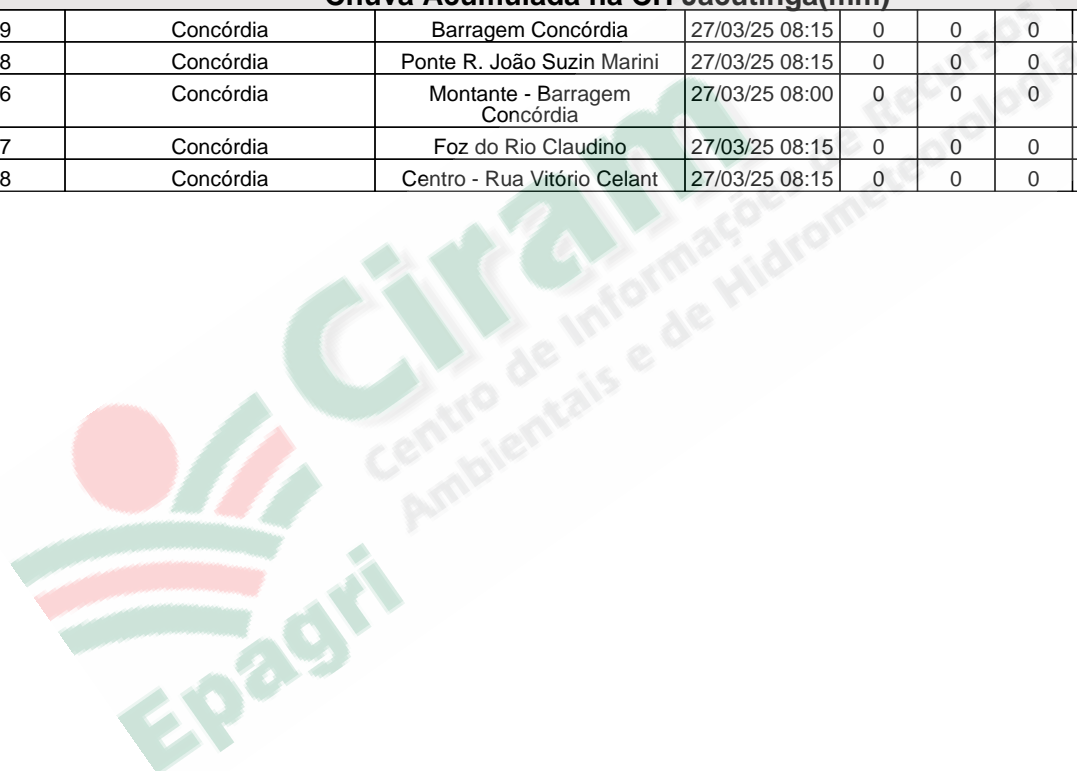 Chuva Acumulada na CH Jacutinga(mm)
9 Concórdia Barragem Concórdia 27/03/25 08:15 0 0 0
8 Concórdia Ponte R. João Suzin Marini 27/03/25 08:15 0 0 0
6 Concórdia Montante - Barragem Concórdia 27/03/25 08:00 0 0 0
7 Concórdia Foz do Rio Claudino 27/03/25 08:15 0 0 0
8 Concórdia Centro - Rua Vitório Celant 27/03/25 08:15 0 0 0
Ciram
Centro de Informações de Recursos
Ambientais e de Hidrometeorologia
Epagri